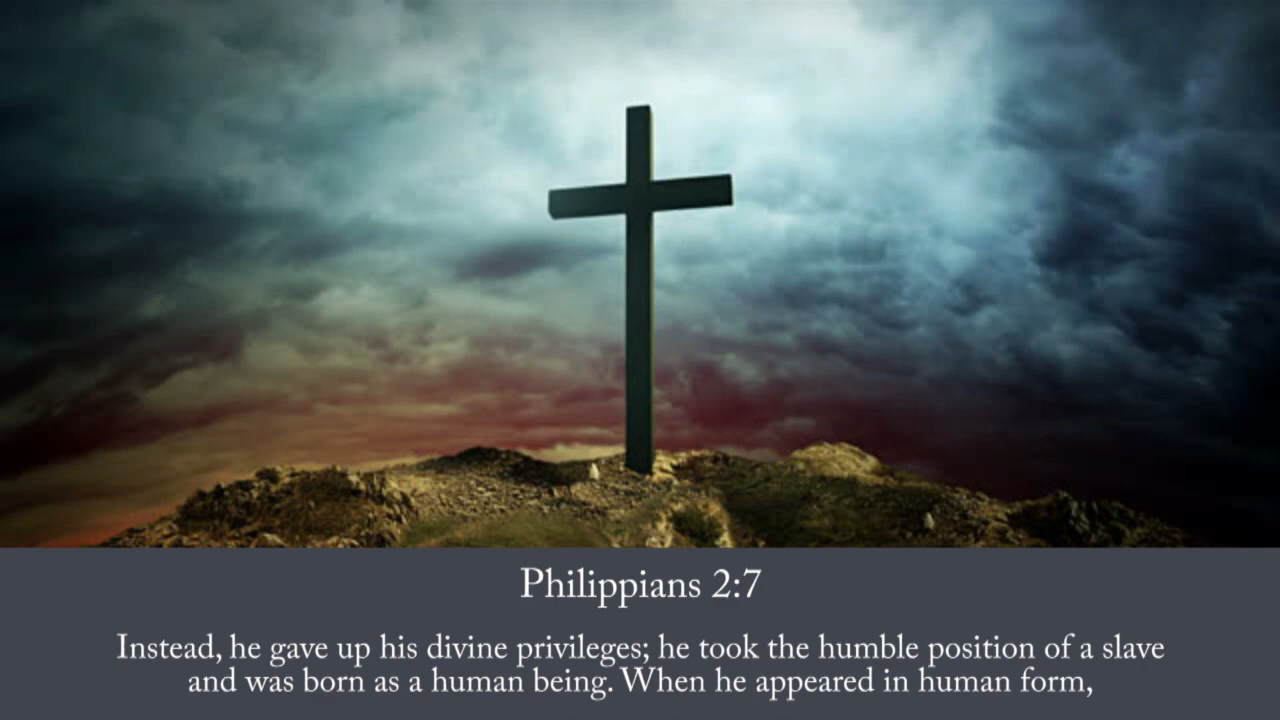 Philippians 2:7
Instead, he gave up his divine privileges; he took the humble position of a slave
and was born as a human being. When he appeared in human form,